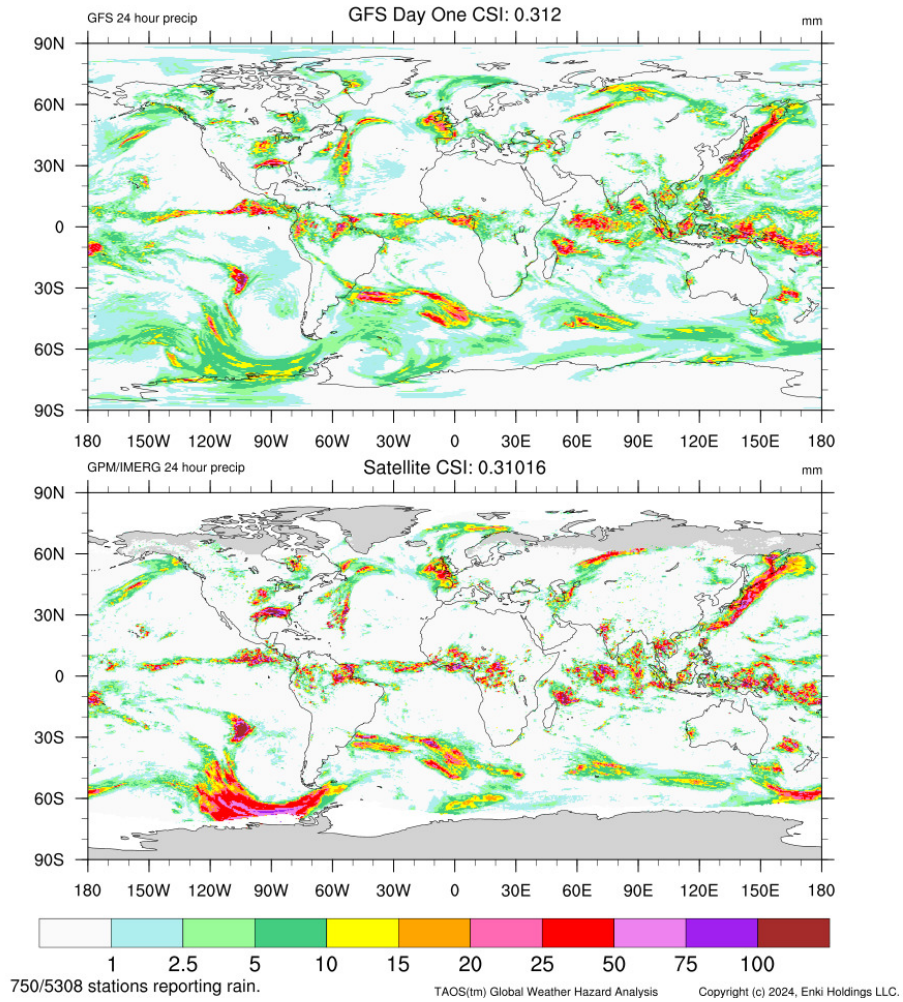 GFS 24 hour precip GFS Day One CSI: 0.312 mm
90N
60N
30N
0
30S
60S
90S
180 150W 120W 90W 60W 30W 0 30E 60E 90E 120E 150E 180
GPM/IMERG 24 hour precip Satellite CSI: 0.31016 mm
90N
60N
30N
0
30S
60S
90S
180 150W 120W 90W 60W 30W 0 30E 60E 90E 120E 150E 180
1 2.5 5 10 15 20 25 50 75 100
750/5308 stations reporting rain. TAOS(tm) Global Weather Hazard Analysis Copyright (c) 2024, Enki Holdings LLC.